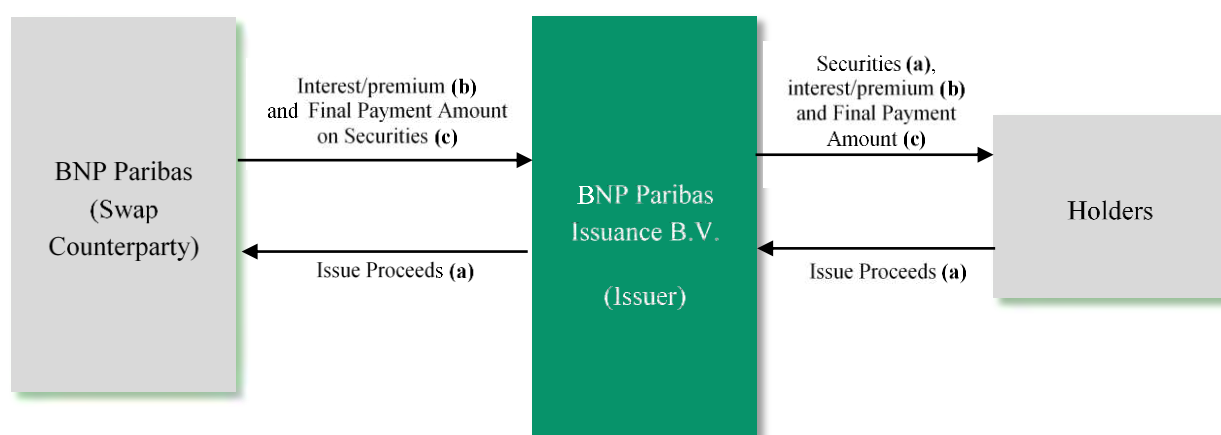 BNP Paribas
(Swap
Counterparty)
Interest/premium (b)
and Final Payment Amount
on Securities (c)
Issue Proceeds (a)
BNP Paribas
Issuance B.V.
(Issuer)
Securities (a),
interest/premium (b)
and Final Payment
Amount (c)
Issue Proceeds (a)
Holders